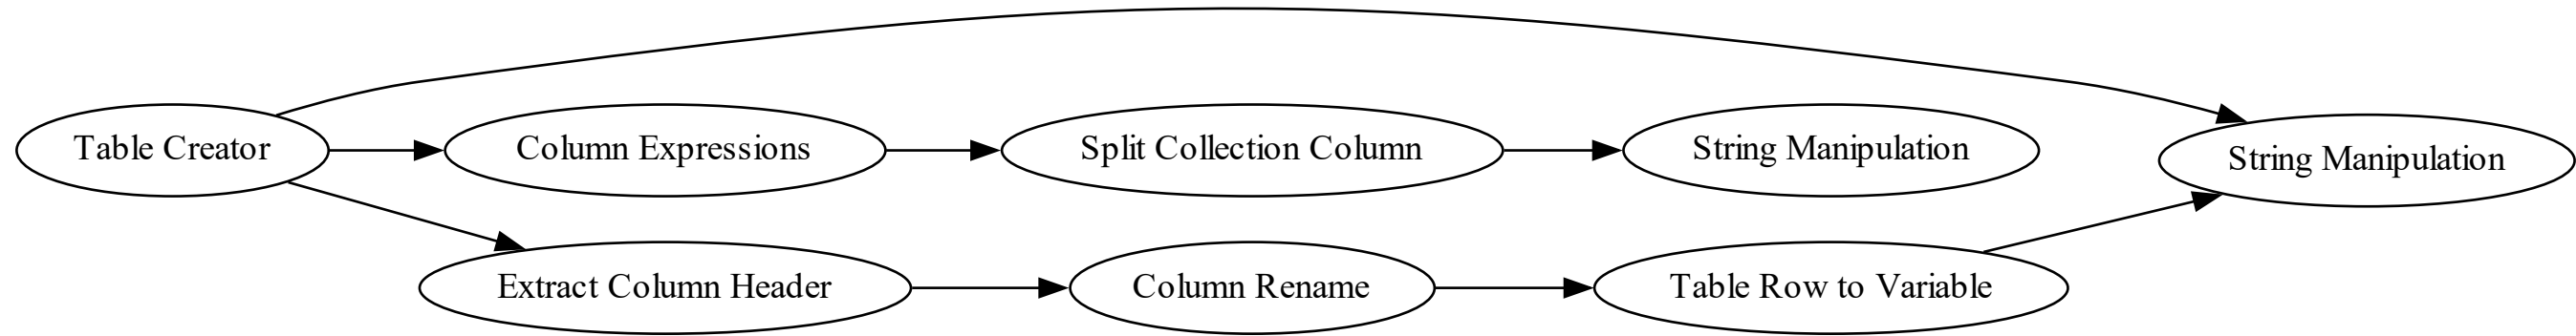 Table Creator
Column Expressions
Split Collection Column
String Manipulation
String Manipulation
Extract Column Header
Column Rename
Table Row to Variable